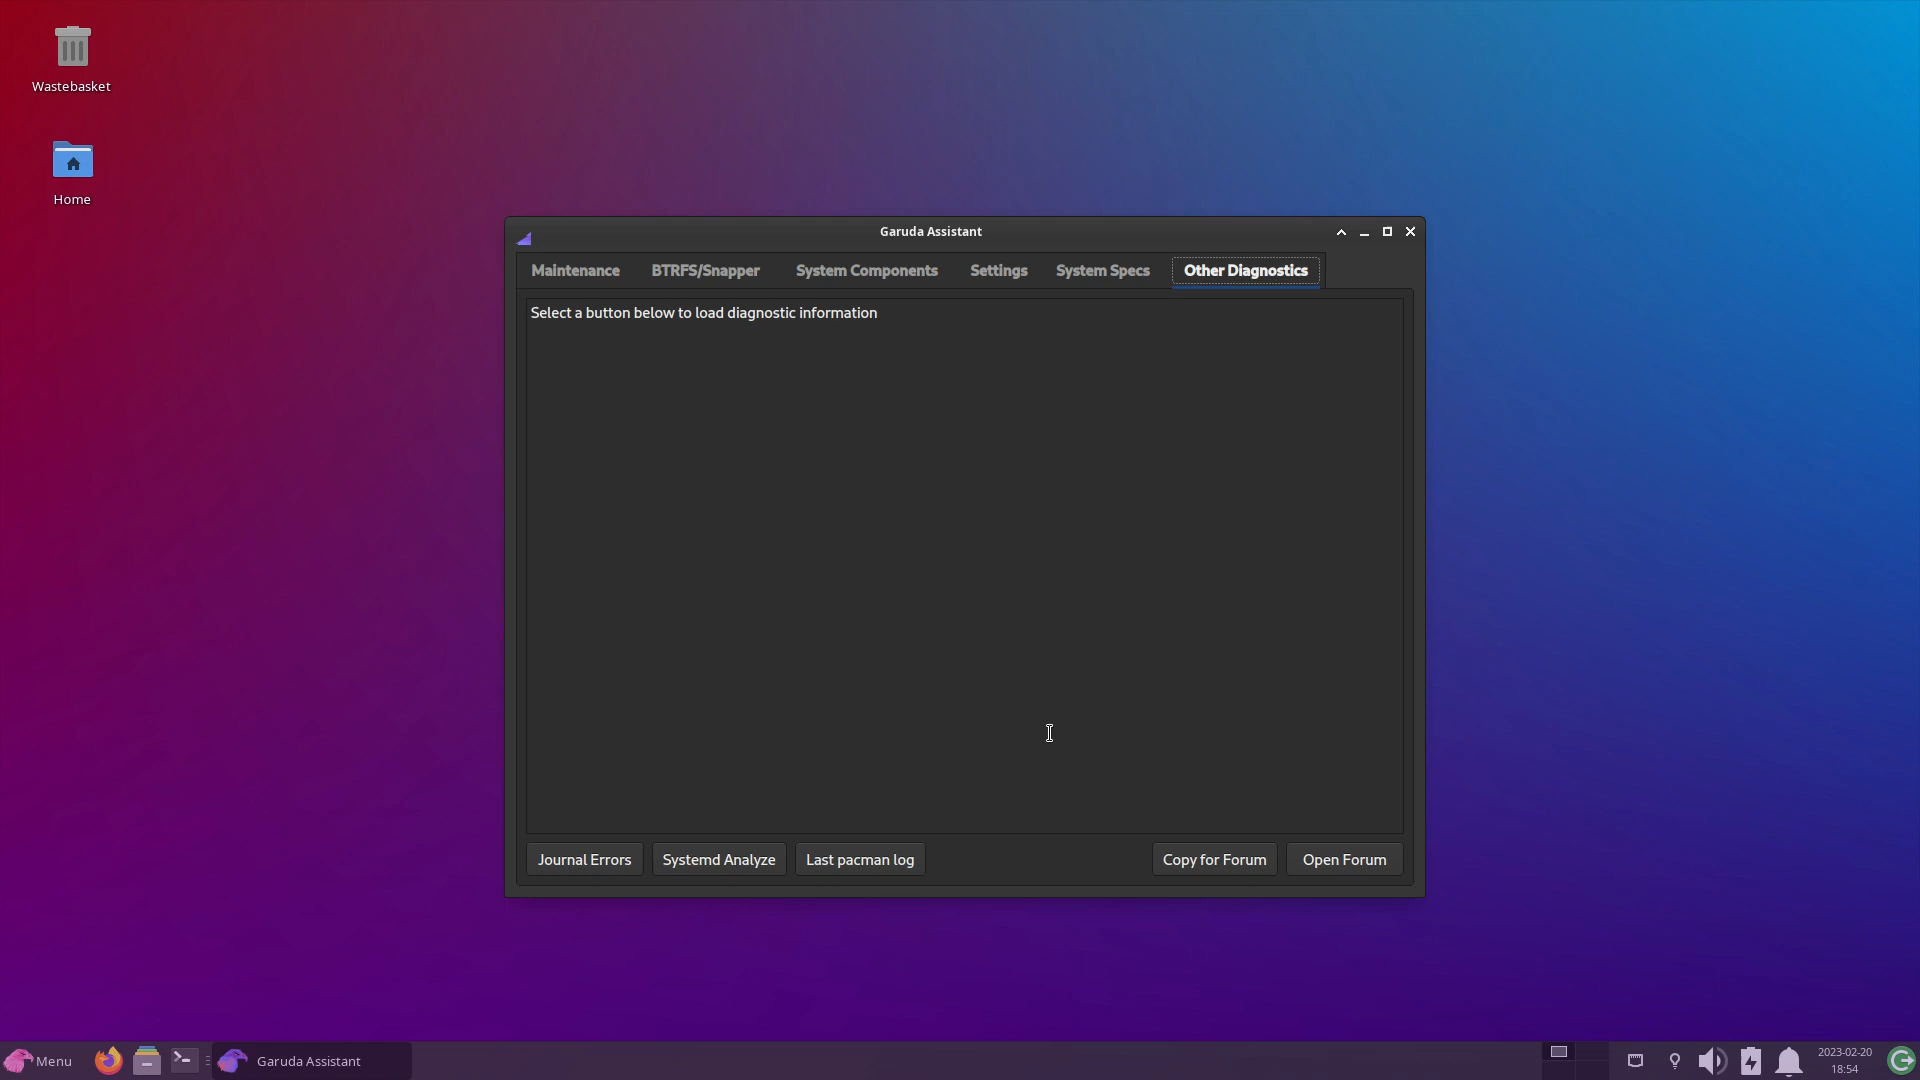 Wastebasket
Home
Garuda Assistant
Maintenance BTRFS/Snapper System Components Settings System Specs Other Diagnostics
Select a button below to load diagnostic information
Journal Errors Systemd Analyze Last pacman log Copy for Forum Open Forum
Menu Garuda Assistant
2023-02-20
18:54